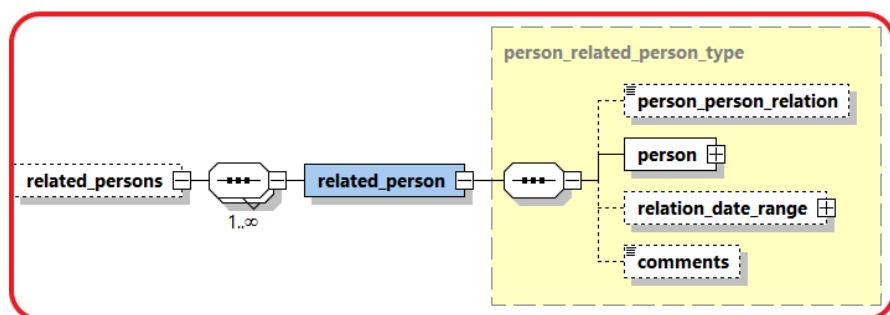 person_related_person_type
person_person_relation
person
related_persons
related_person
relation_date_range
1..∞
comments